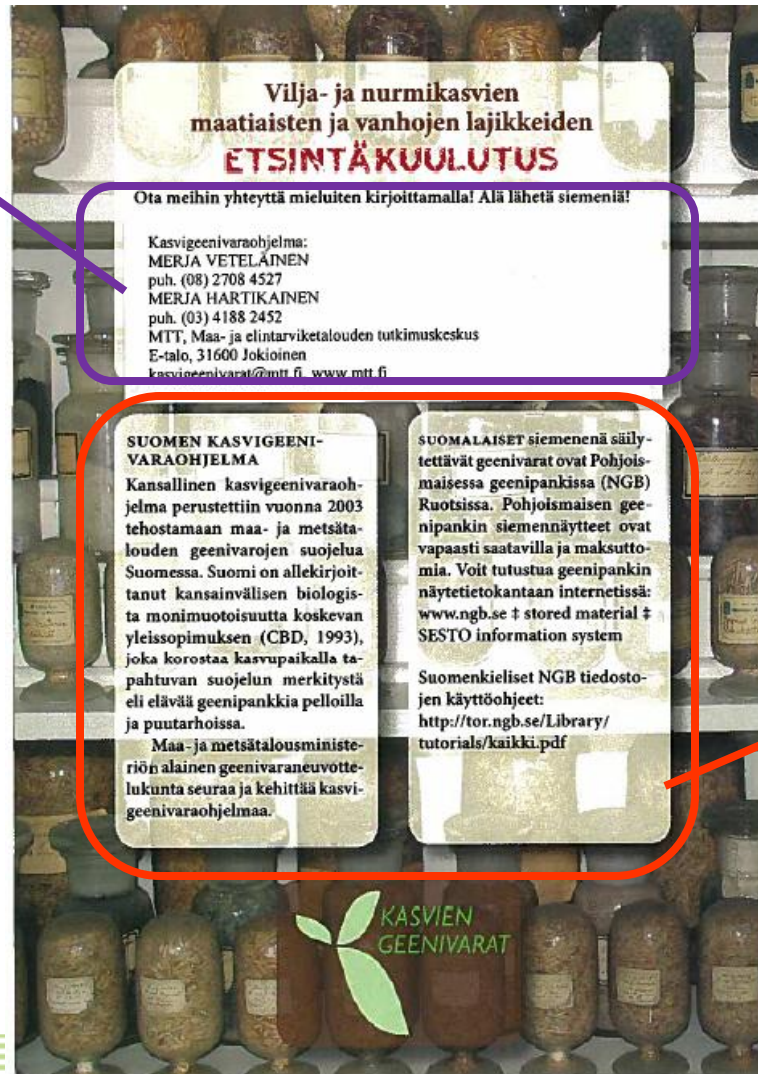 Vilja- ja nurmikasvien
maatiaisten ja vanhojen lajikkeiden
ETSINTÄKUULUTUS
Ota meihin yhteyttä mieluiten kirjoittamalla! Älä lähetä siemeniä!
Kasvigeenivaraohjelma:
MERJA VETELÄINEN
puh. (08) 2708 4527
MERJA HARTIKAINEN
puh. (03) 4188 2452
MTT, Maa- ja elintarviketalouden tutkimuskeskus
E-talo, 31600 Jokioinen
kasvigeenivarat@mtt.fi, www.mtt.fi
SUOMEN KASVIGEENI-
VARAOHJELMA
Kansallinen kasvigeenivaraoh-
jelma perustettiin vuonna 2003
tehostamaan maa- ja metsäta-
louden geenivarojen suojelua
Suomessa. Suomi on allekirjoit-
tanut kansainvälisen biologis-
ta monimuotoisuutta koskevan
yleissopimuksen (CBD, 1993),
joka korostaa kasvupaikalla ta-
pahtuvan suojelun merkitystä
eli elävää geenipankkia pelloilla
ja puutarhoissa.
Maa- ja metsätalousministe-
riön alainen geenivaraneuvotte-
lukunta seuraa ja kehittää kasvi-
geenivaraohjelmaa.
SUOMALAISET siemenenä säily-
tettävät geenivarat ovat Pohjois-
maisessa geenipankissa (NGB)
Ruotsissa. Pohjoismaisen gee-
nipankin siemennäytteet ovat
vapaasti saatavilla ja maksutto-
mia. Voit tutustua geenipankin
näytetietokantaan internetissä:
www.ngb.se ‡ stored material ‡
SESTO information system
Suomenkieliset NGB tiedosto-
jen käyttöohjeet:
http://tor.ngb.se/Library/
tutorials/kaikki.pdf
KASVIEN
GEENIVARAT